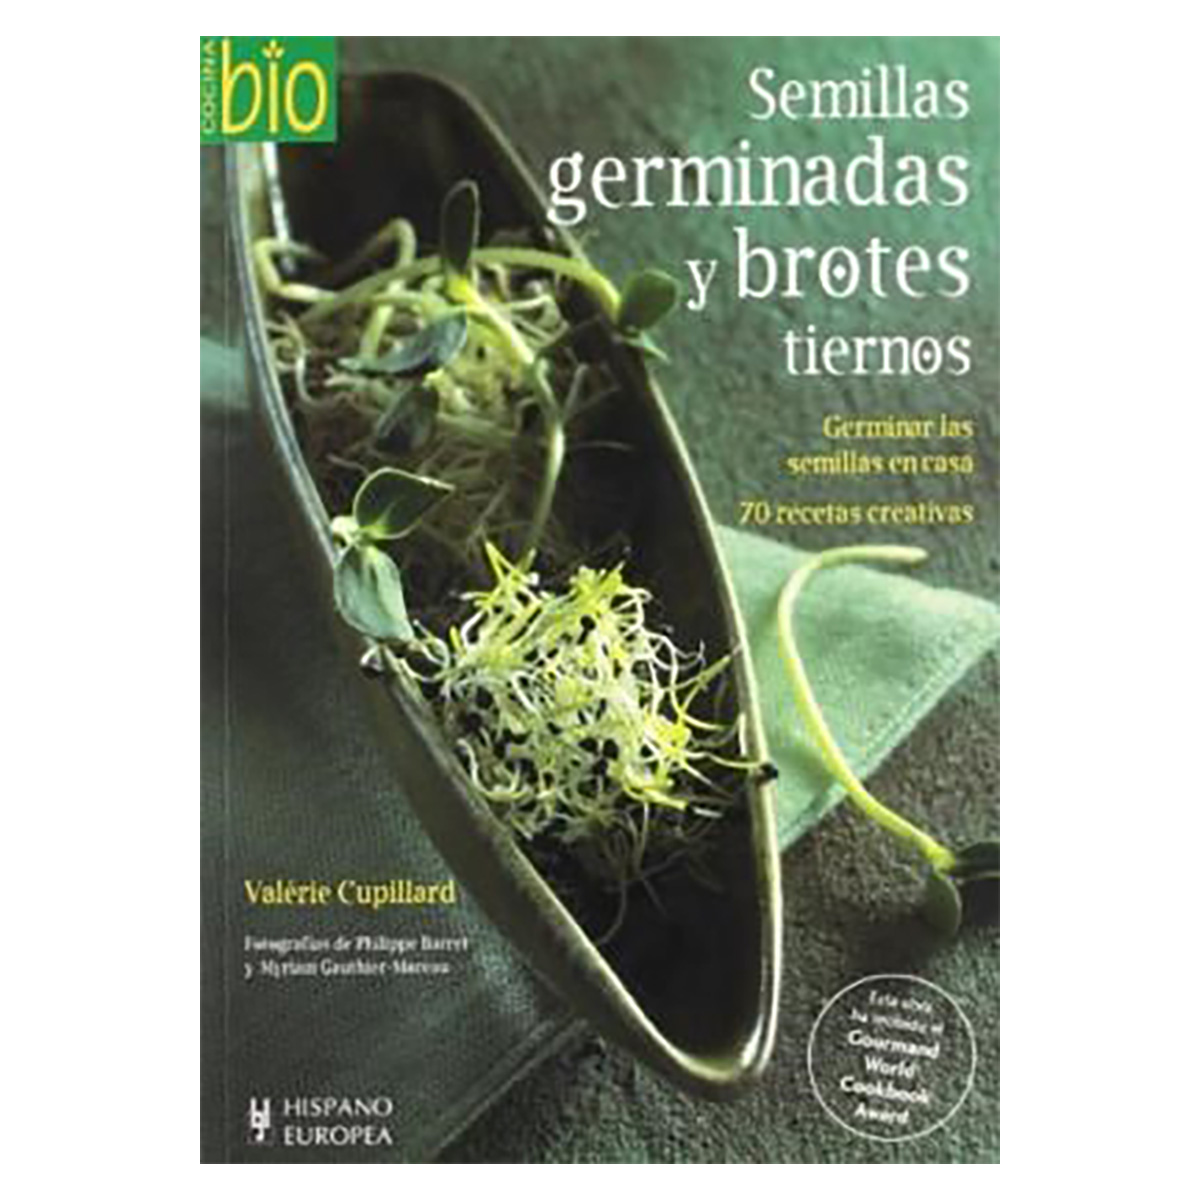 COCINA
bio
Semillas
germinadas
y brotes
tiernos
Germinar las
semillas en casa
70 recetas creativas
Valérie Cupillard
Fotografías de Philippe Barret
y Myriam Gauthier-Moreau
Esta obra
ha recibido el
Gourmand
World
Cookbook
Award
HISPANO
EUROPEA